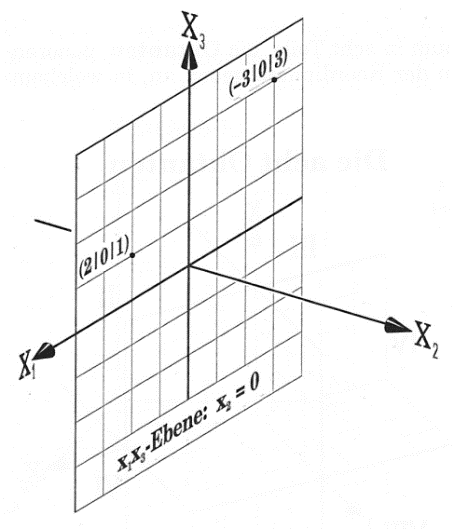 X₃
(–3|0|3)
(2|0|1)
X₁
X₂
x₁x₃-Ebene: x₂ = 0